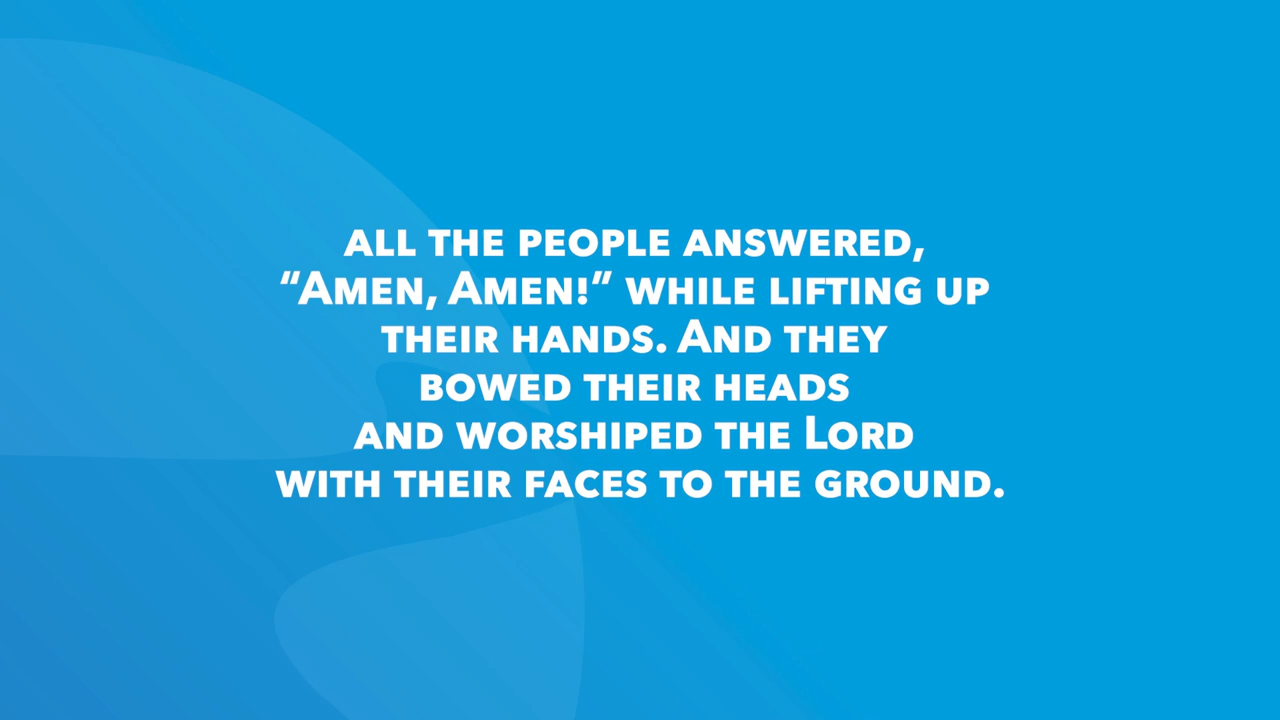 all the people answered,
“Amen, Amen!” while lifting up
their hands. And they
bowed their heads
and worshiped the Lord
with their faces to the ground.